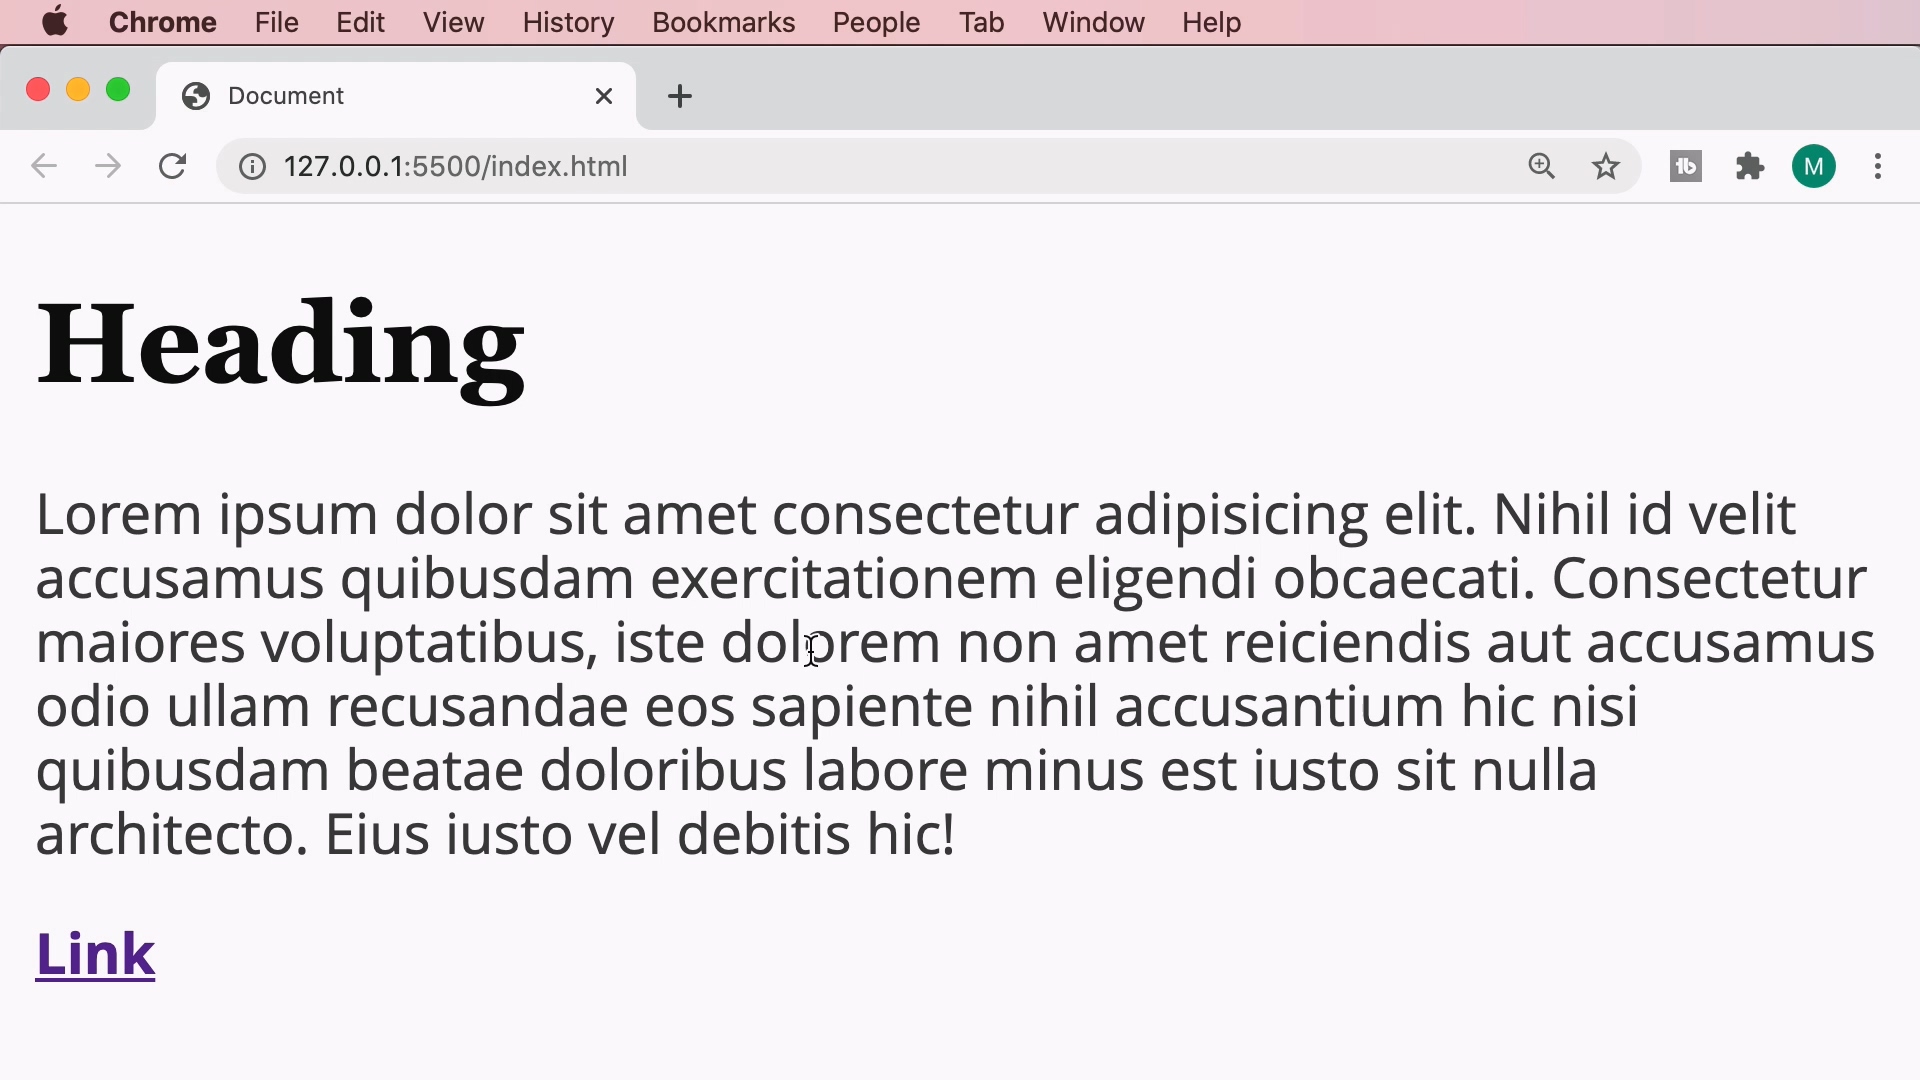 Chrome File Edit View History Bookmarks People Tab Window Help
Document
127.0.0.1:5500/index.html
tb
M
Heading
Lorem ipsum dolor sit amet consectetur adipisicing elit. Nihil id velit
accusamus quibusdam exercitationem eligendi obcaecati. Consectetur
maiores voluptatibus, iste dolorem non amet reiciendis aut accusamus
odio ullam recusandae eos sapiente nihil accusantium hic nisi
quibusdam beatae doloribus labore minus est iusto sit nulla
architecto. Eius iusto vel debitis hic!
Link